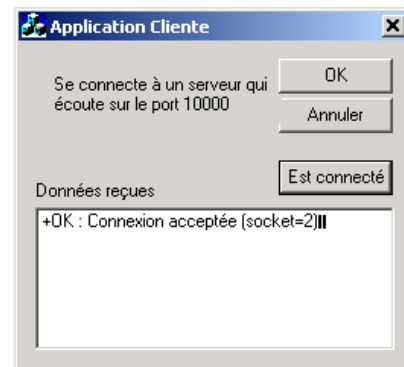 Application Cliente
Se connecte à un serveur qui
écoute sur le port 10000
OK
Annuler
Est connecté
Données reçues
+OK : Connexion acceptée (socket=2)